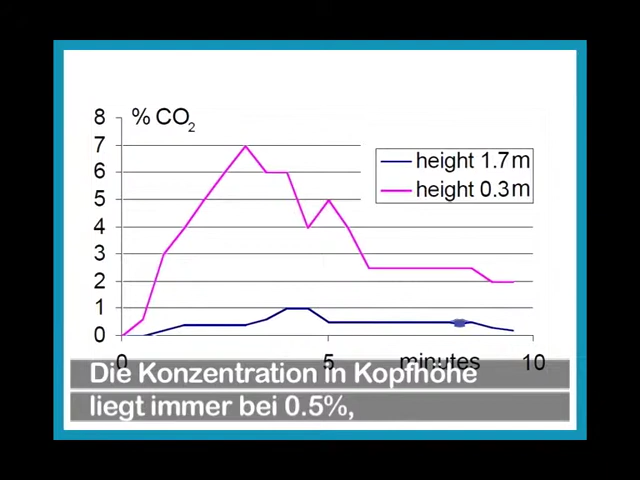 8
% CO2
7
height 1.7m
6
height 0.3m
5
4
3
2
1
0
0
5
minutes
10
Die Konzentration in Kopfhöhe
liegt immer bei 0.5%,